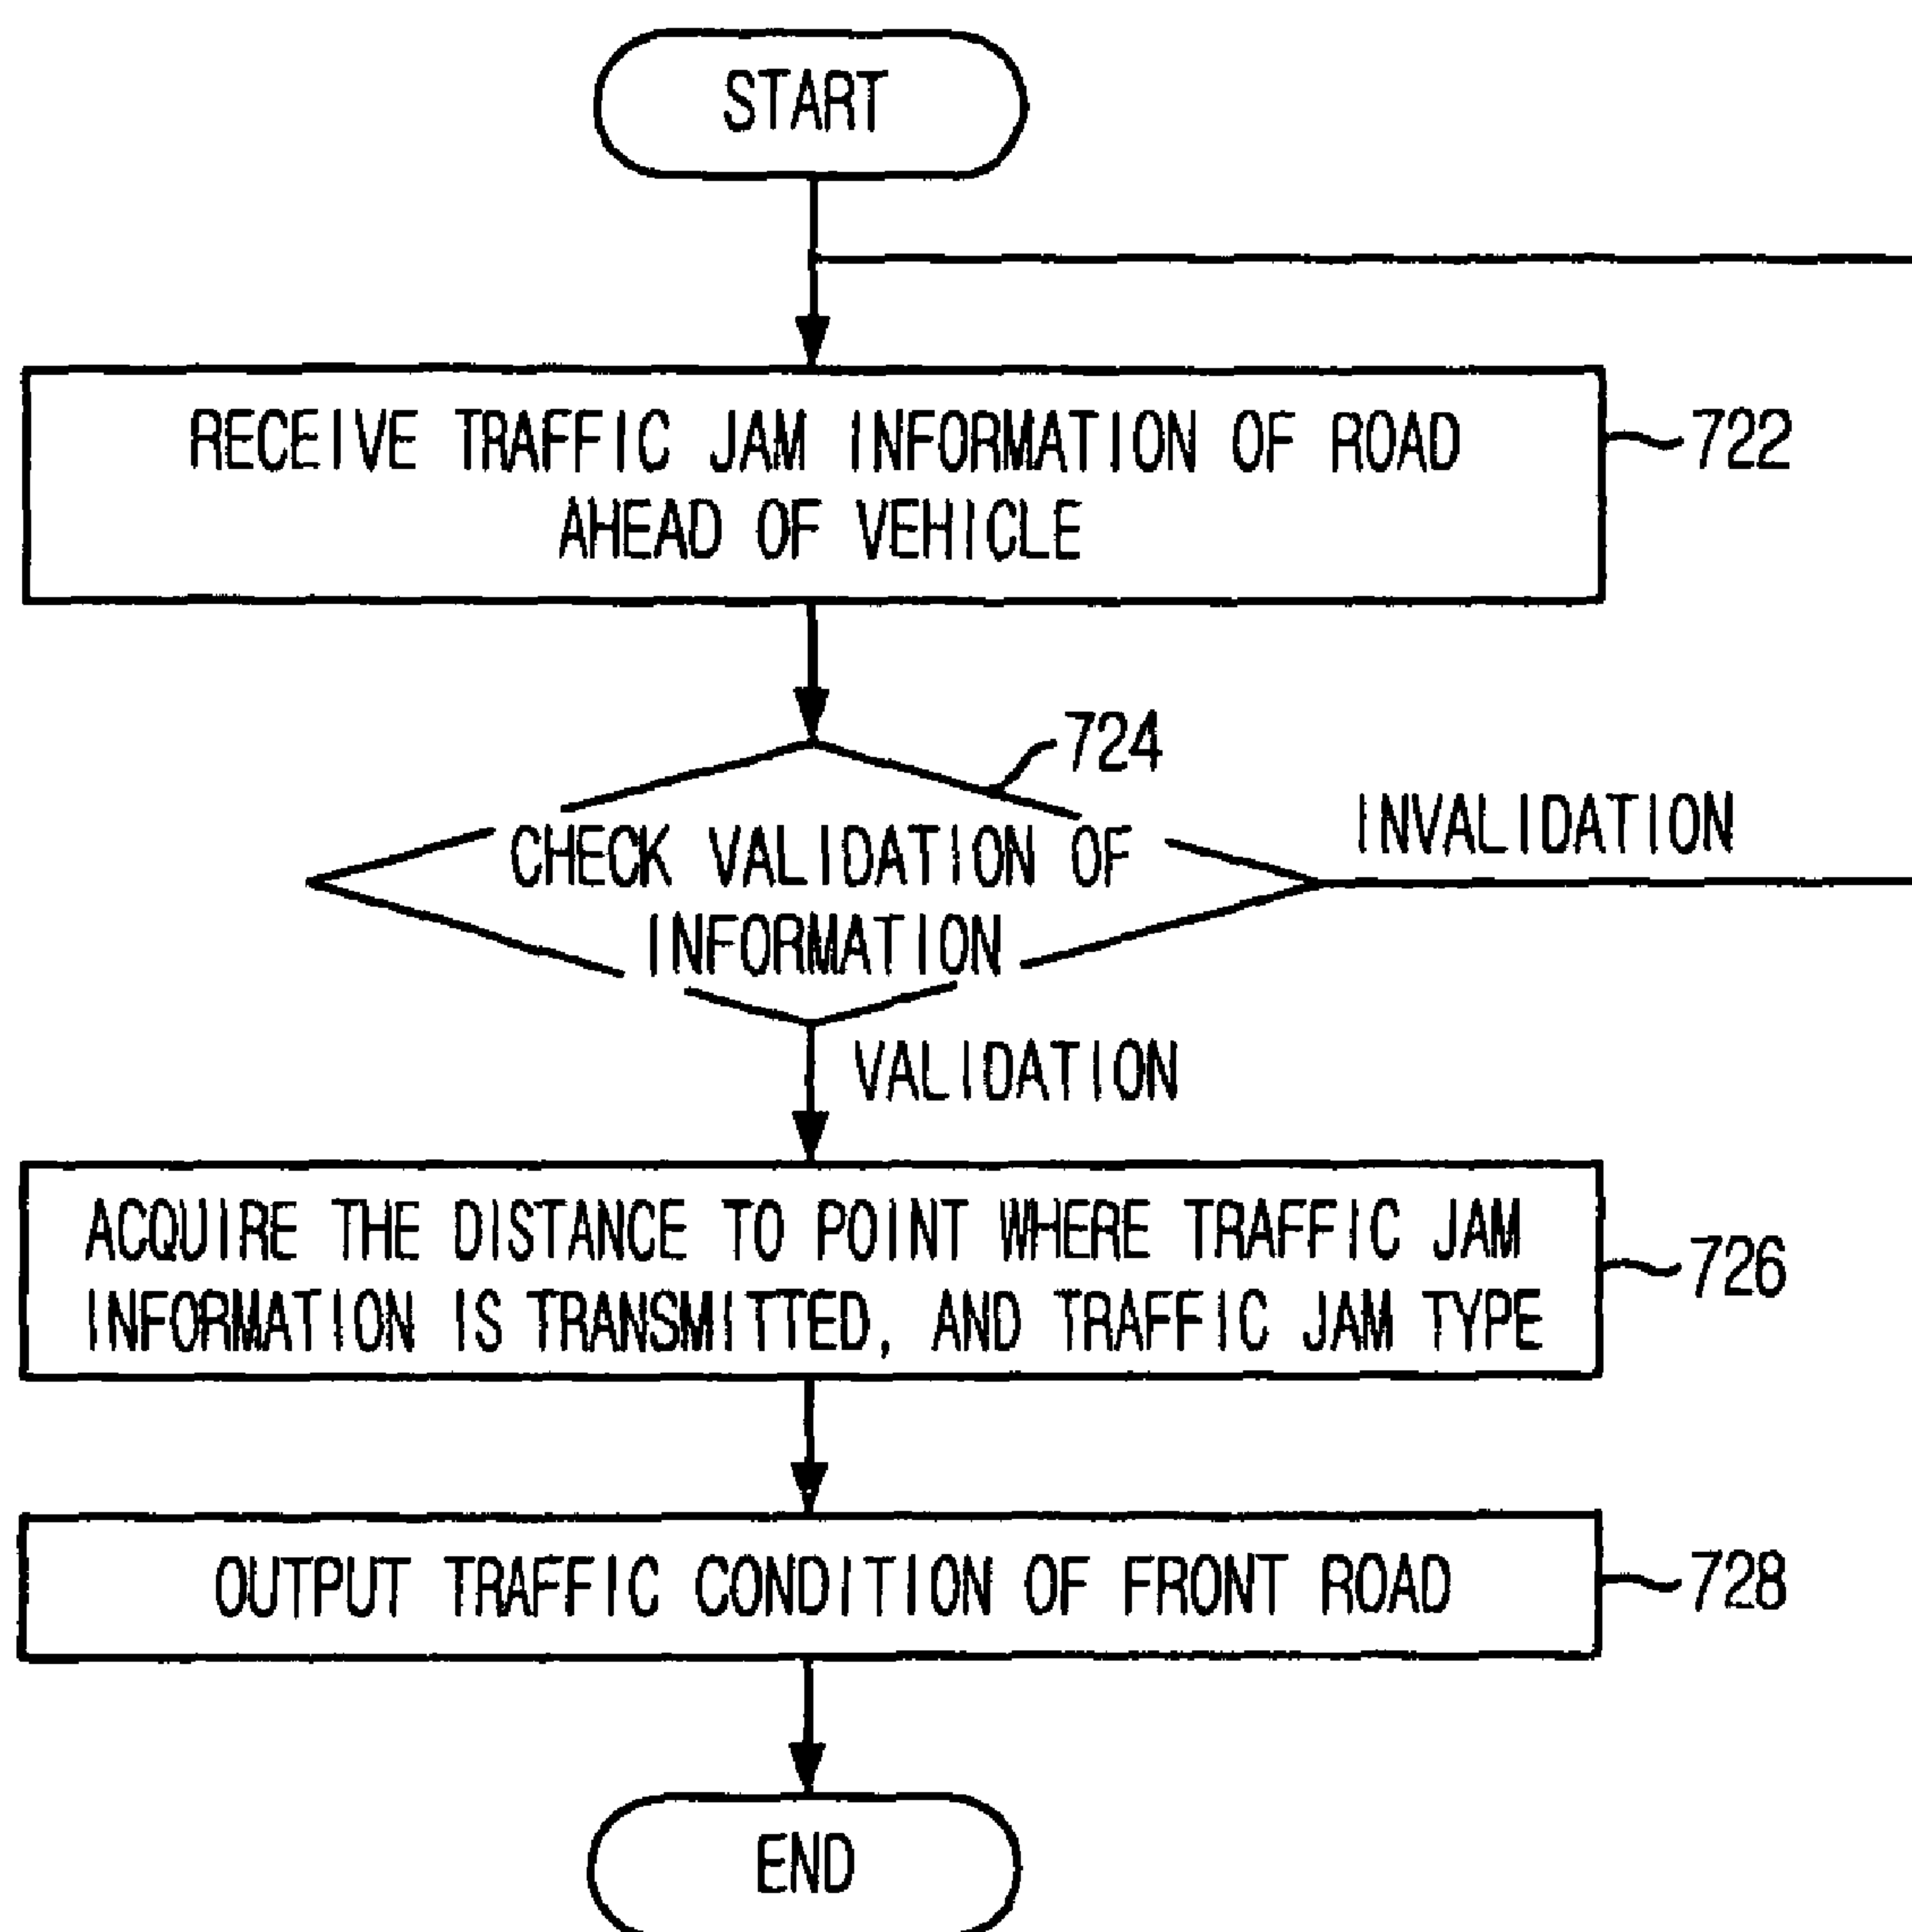 START
RECEIVE TRAFFIC JAM INFORMATION OF ROAD
AHEAD OF VEHICLE
722
724
CHECK VALIDATION OF
INFORMATION
INVALIDATION
VALIDATION
ACQUIRE THE DISTANCE TO POINT WHERE TRAFFIC JAM
INFORMATION IS TRANSMITTED, AND TRAFFIC JAM TYPE
726
OUTPUT TRAFFIC CONDITION OF FRONT ROAD
728
END